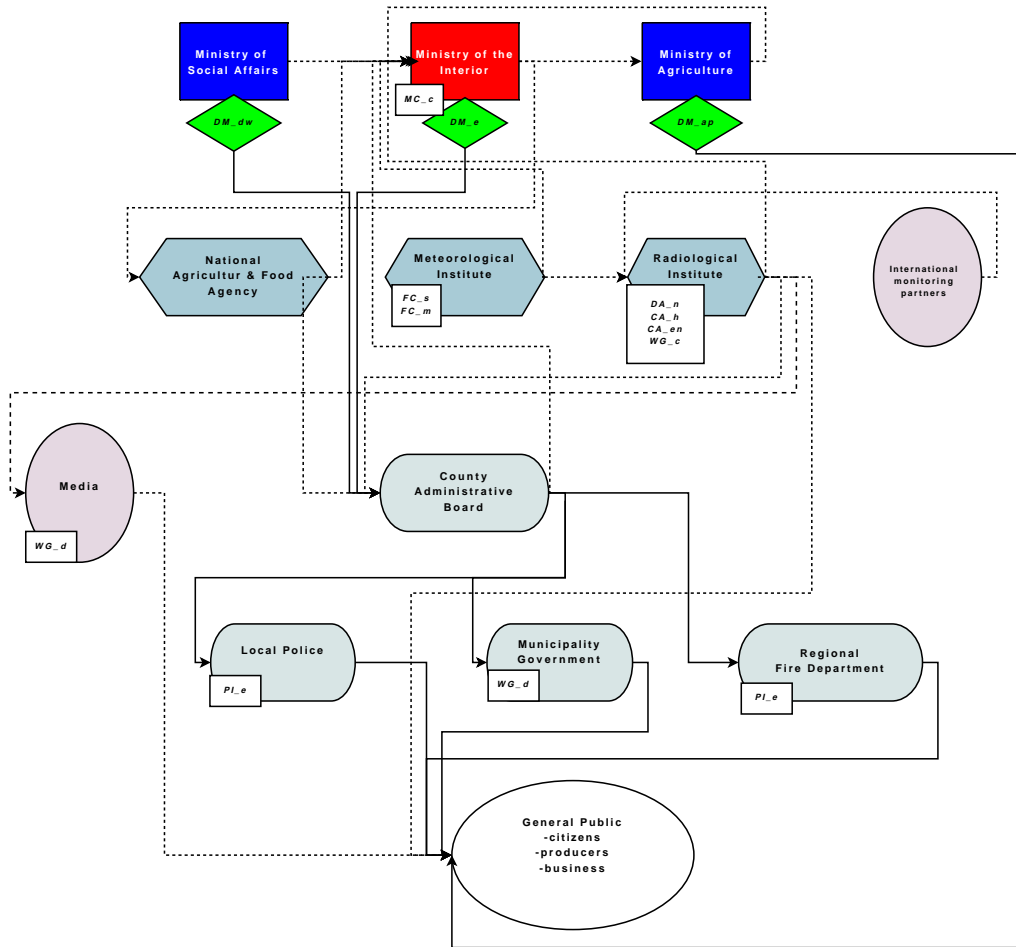 Ministry of
Social Affairs
Ministry of the
Interior
Ministry of
Agriculture
MC_c
DM_dw
DM_e
DM_ap
National
Agricultur & Food
Agency
Meteorological
Institute
Radiological
Institute
International
monitoring
partners
FC_s
FC_m
DA_n
CA_h
CA_en
WG_c
Media
WG_d
County
Administrative
Board
Local Police
PI_e
Municipality
Government
WG_d
Regional
Fire Department
PI_e
General Public
-citizens
-producers
-business